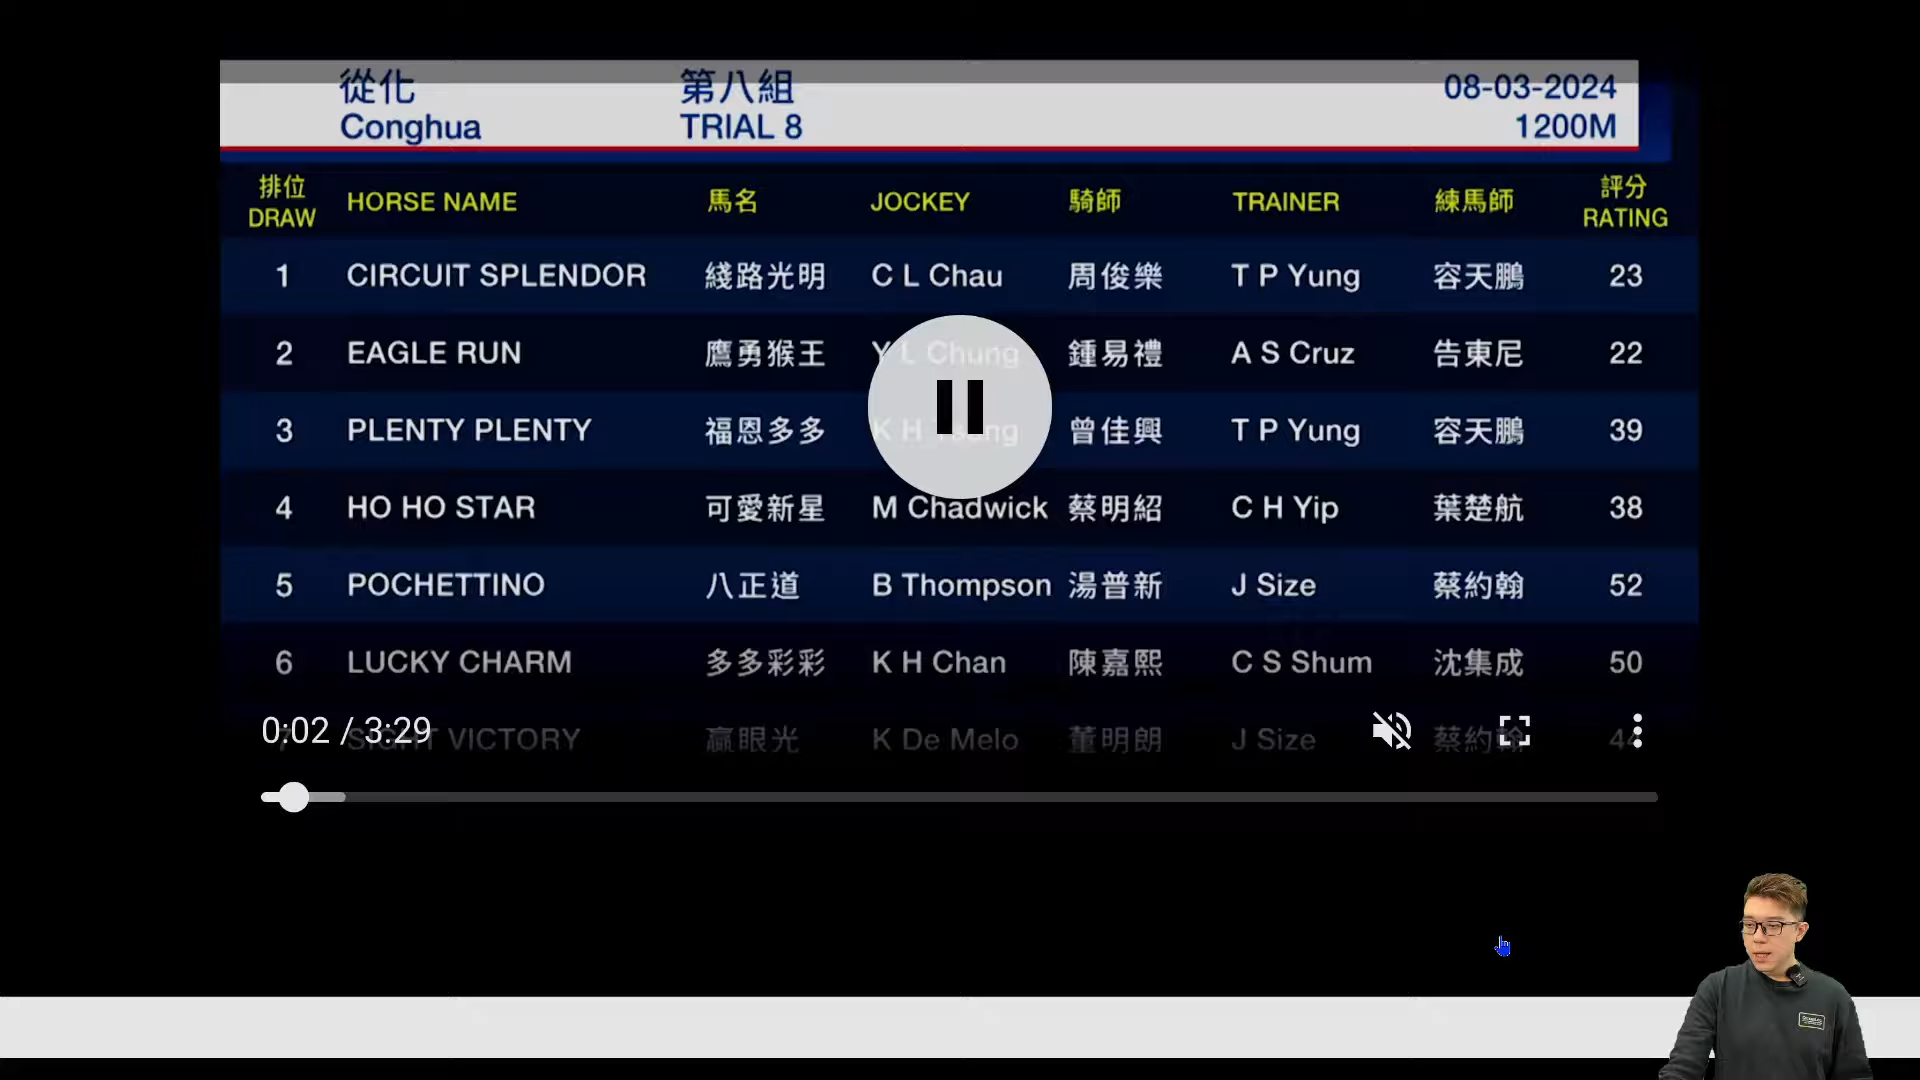 從化 第八組 08-03-2024
Conghua TRIAL 8 1200M
排位 HORSE NAME 馬名 JOCKEY 騎師 TRAINER 練馬師 評分
DRAW RATING
1 CIRCUIT SPLENDOR 綫路光明 C L Chau 周俊樂 T P Yung 容天鵬 23
2 EAGLE RUN 鷹勇猴王 Y L Chung 鍾易禮 A S Cruz 告東尼 22
3 PLENTY PLENTY 福恩多多 K H 曾佳興 T P Yung 容天鵬 39
4 HO HO STAR 可愛新星 M Chadwick 蔡明紹 C H Yip 葉楚航 38
5 POCHETTINO 八正道 B Thompson 湯普新 J Size 蔡約翰 52
6 LUCKY CHARM 多多彩彩 K H Chan 陳嘉熙 C S Shum 沈集成 50
7 SIGHT VICTORY 贏眼光 K De Melo 董明朗 J Size 蔡約翰
0:02 / 3:29